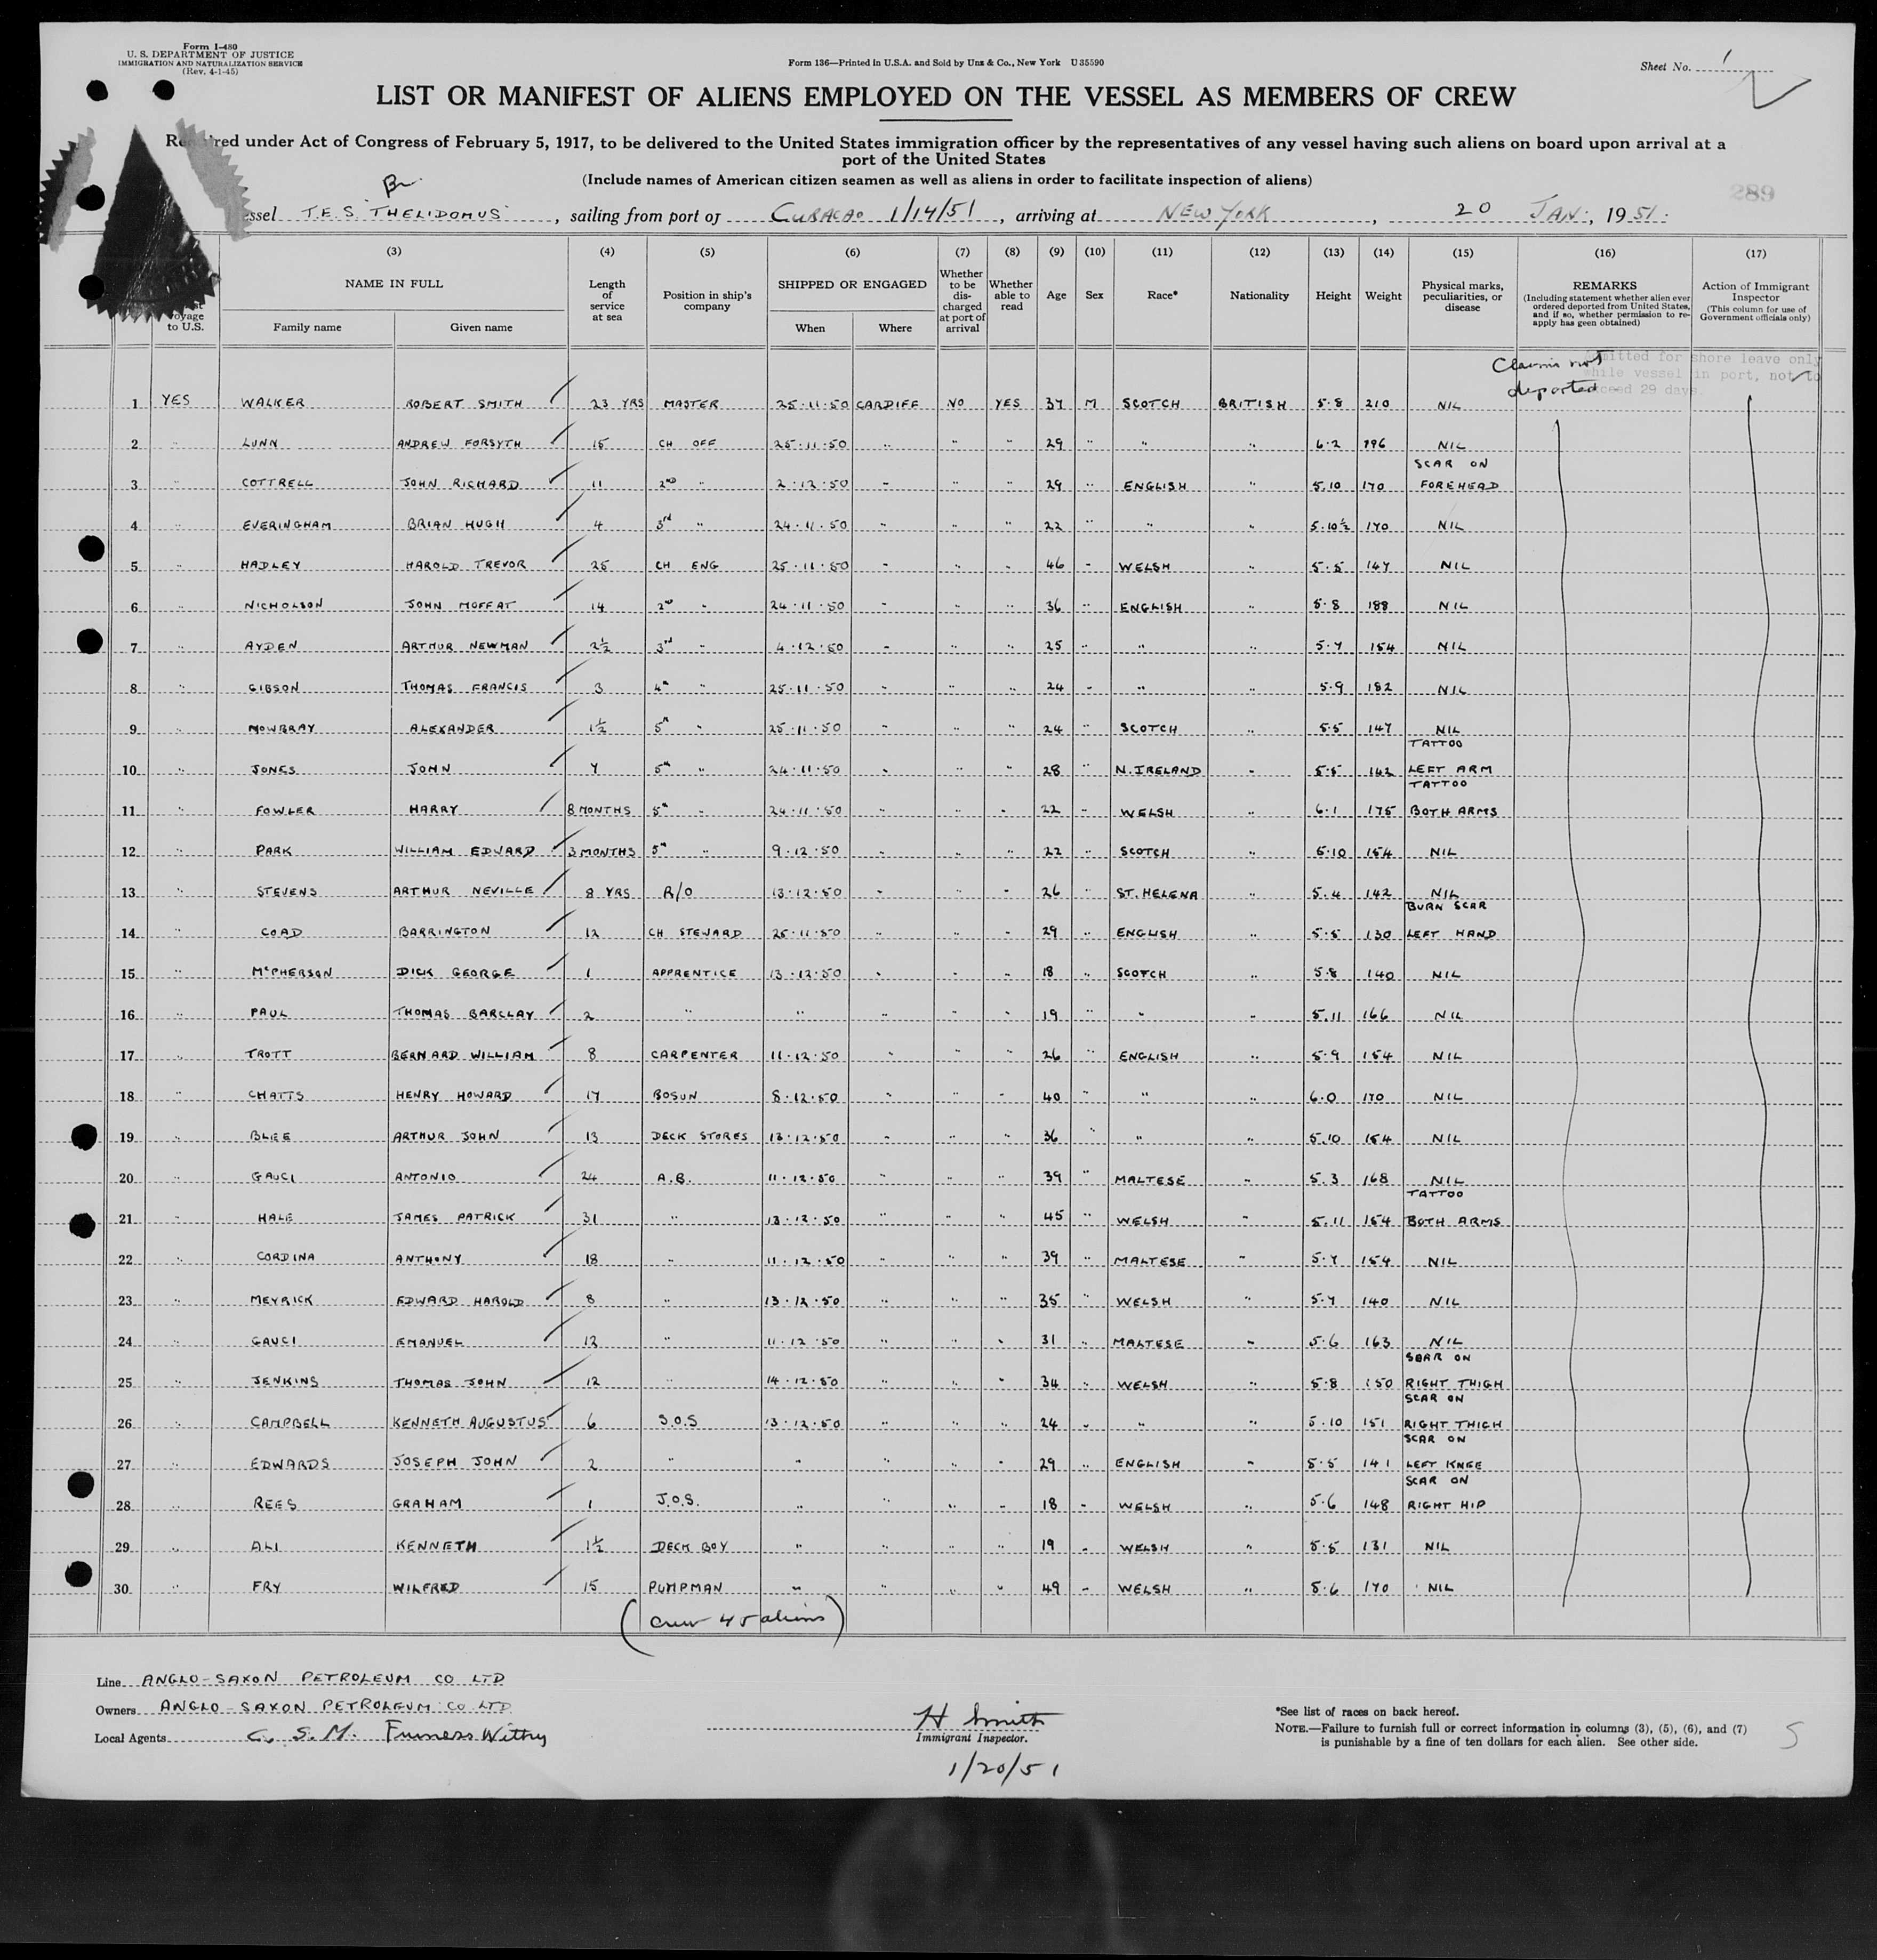 Form I-480
U. S. DEPARTMENT OF JUSTICE
IMMIGRATION AND NATURALIZATION SERVICE
(Rev. 4-1-45)
Form 136—Printed in U.S.A. and Sold by Unz & Co., New York U 35590
Sheet No. 1
LIST OR MANIFEST OF ALIENS EMPLOYED ON THE VESSEL AS MEMBERS OF CREW
red under Act of Congress of February 5, 1917, to be delivered to the United States immigration officer by the representatives of any vessel having such aliens on board upon arrival at a
port of the United States
(Include names of American citizen seamen as well as aliens in order to facilitate inspection of aliens)
Br.
289
ssel T.E.S. "THELIDOMUS", sailing from port of CURACAO 1/14/51, arriving at NEW YORK, 20 JAN., 1951.
(3) (4) (5) (6) (7) (8) (9) (10) (11) (12) (13) (14) (15) (16) (17)
voyage to U.S. NAME IN FULL Family name Given name Length of service at sea Position in ship's company SHIPPED OR ENGAGED When Where Whether to be discharged at port of arrival Whether able to read Age Sex Race* Nationality Height Weight Physical marks, peculiarities, or disease REMARKS (Including statement whether alien ever ordered deported from United States, and if so, whether permission to re-apply has geen obtained) Action of Immigrant Inspector (This column for use of Government officials only)
Claims not deported
itted for shore leave only
while vessel in port, not to
exceed 29 days.
1 YES WALKER ROBERT SMITH 23 YRS MASTER 25·11·50 CARDIFF NO YES 37 M SCOTCH BRITISH 5·8 210 NIL
2 " LUNN ANDREW FORSYTH 15 CH OFF 25·11·50 " " " 29 " " " 6·2 196 NIL
3 " COTTRELL JOHN RICHARD 11 2ND " 2·12·50 " " " 29 " ENGLISH " 5.10 170 SCAR ON FOREHEAD
4 " EVERINGHAM BRIAN HUGH 4 3rd " 24·11·50 " " " 22 " " " 5.10½ 170 NIL
5 " HADLEY HAROLD TREVOR 25 CH ENG 25·11·50 " " " 46 " WELSH " 5·5 147 NIL
6 " NICHOLSON JOHN MOFFAT 14 2ND " 24·11·50 " " " 36 " ENGLISH " 5·8 188 NIL
7 " AYDEN ARTHUR NEWMAN 2½ 3rd " 4·12·50 " " " 25 " " " 5·7 154 NIL
8 " GIBSON THOMAS FRANCIS 3 4th " 25·11·50 " " " 24 " " " 5·9 182 NIL
9 " MOWBRAY ALEXANDER 1½ 5th " 25·11·50 " " " 24 " SCOTCH " 5·5 147 NIL
10 " JONES JOHN 7 5th " 24·11·50 " " " 28 " N. IRELAND " 5·5 142 TATTOO LEFT ARM
11 " FOWLER HARRY 8 MONTHS 5th " 24·11·50 " " " 22 " WELSH " 6·1 175 TATTOO BOTH ARMS
12 " PARK WILLIAM EDWARD 3 MONTHS 5th " 9·12·50 " " " 22 " SCOTCH " 5·10 154 NIL
13 " STEVENS ARTHUR NEVILLE 8 YRS R/O 13·12·50 " " " 26 " ST. HELENA " 5.4 142 NIL
14 " COAD BARRINGTON 12 CH STEWARD 25·11·50 " " " 29 " ENGLISH " 5·5 130 BURN SCAR LEFT HAND
15 " McPHERSON DICK GEORGE 1 APPRENTICE 13·12·50 " " " 18 " SCOTCH " 5·8 140 NIL
16 " PAUL THOMAS BARCLAY 2 " " " " " 19 " " " 5.11 166 NIL
17 " TROTT BERNARD WILLIAM 8 CARPENTER 11·12·50 " " " 26 " ENGLISH " 5·9 154 NIL
18 " CHATTS HENRY HOWARD 17 BOSUN 8·12·50 " " " 40 " " " 6.0 170 NIL
19 " BLEE ARTHUR JOHN 13 DECK STORES 13·12·50 " " " 36 " " " 5.10 154 NIL
20 " GAUCI ANTONIO 24 A.B. 11·12·50 " " " 39 " MALTESE " 5.3 168 NIL
21 " HALE JAMES PATRICK 31 " 13·12·50 " " " 45 " WELSH " 5.11 154 TATTOO BOTH ARMS
22 " CORDINA ANTHONY 18 " 11·12·50 " " " 39 " MALTESE " 5·7 154 NIL
23 " MEYRICK EDWARD HAROLD 8 " 13·12·50 " " " 35 " WELSH " 5·7 140 NIL
24 " GAUCI EMANUEL 12 " 11·12·50 " " " 31 " MALTESE " 5·6 163 NIL
25 " JENKINS THOMAS JOHN 12 " 14·12·50 " " " 34 " WELSH " 5·8 150 SCAR ON RIGHT THIGH
26 " CAMPBELL KENNETH AUGUSTUS 6 S.O.S 13·12·50 " " " 24 " " " 5·10 151 SCAR ON RIGHT THIGH
27 " EDWARDS JOSEPH JOHN 2 " " " " " 29 " ENGLISH " 5·5 141 SCAR ON LEFT KNEE
28 " REES GRAHAM 1 J.O.S. " " " " 18 " WELSH " 5·6 148 SCAR ON RIGHT HIP
29 " ALI KENNETH 1½ DECK BOY " " " " 19 " WELSH " 5·5 131 NIL
30 " FRY WILFRED 15 PUMPMAN " " " " 49 " WELSH " 5·6 170 NIL
(crew 45 aliens)
Line ANGLO-SAXON PETROLEUM CO LTD
Owners ANGLO-SAXON PETROLEUM CO LTD
Local Agents C. S. M. Furness Withy
H Smith
Immigrant Inspector.
1/20/51
*See list of races on back hereof.
NOTE.—Failure to furnish full or correct information in columns (3), (5), (6), and (7)
is punishable by a fine of ten dollars for each alien. See other side.
5